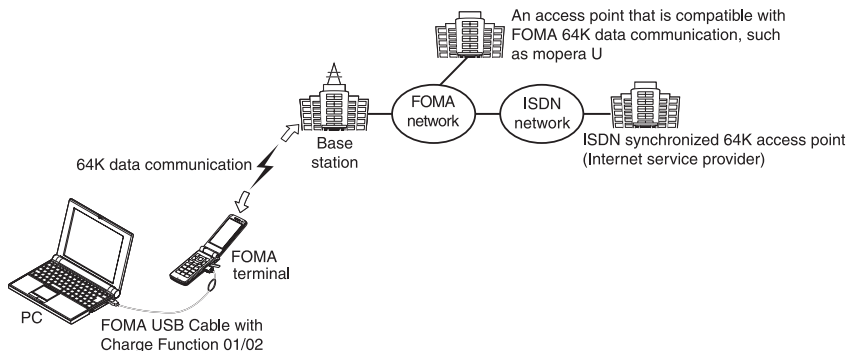 An access point that is compatible with
FOMA 64K data communication, such
as mopera U
FOMA
network
ISDN
network
Base
station
ISDN synchronized 64K access point
(Internet service provider)
64K data communication
FOMA
terminal
PC
FOMA USB Cable with
Charge Function 01/02